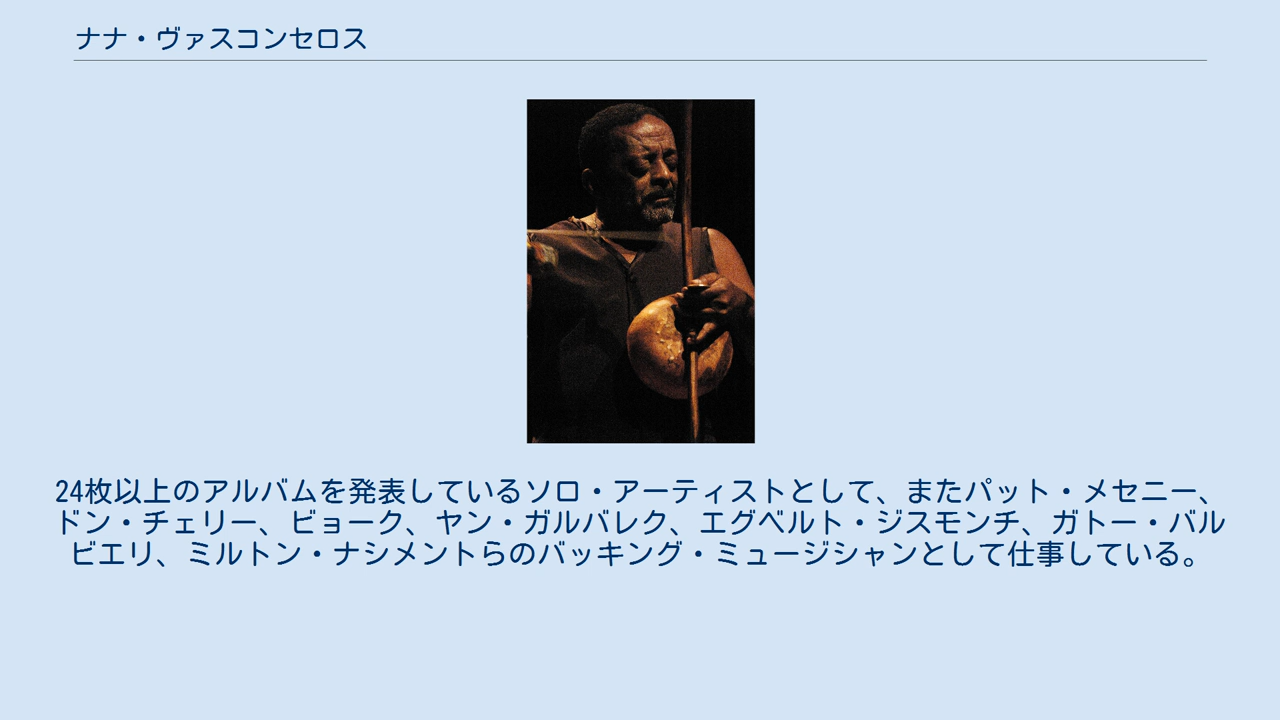 ナナ・ヴァスコンセロス
24枚以上のアルバムを発表しているソロ・アーティストとして、またパット・メセニー、
ドン・チェリー、ビョーク、ヤン・ガルバレク、エグベルト・ジスモンチ、ガトー・バル
ビエリ、ミルトン・ナシメントらのバッキング・ミュージシャンとして仕事している。